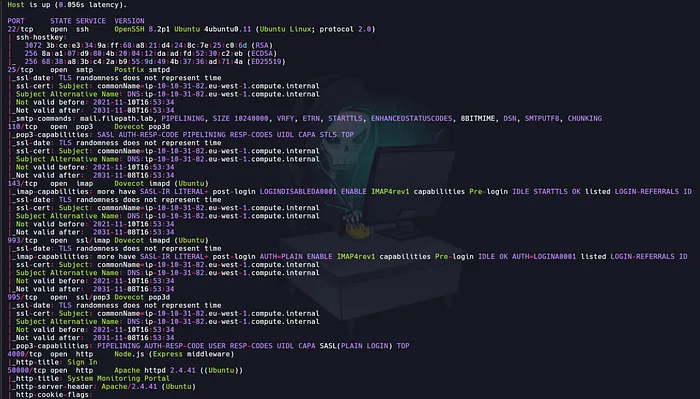 Host is up (0.056s latency).
PORT STATE SERVICE VERSION
22/tcp open ssh OpenSSH 8.2p1 Ubuntu 4ubuntu0.11 (Ubuntu Linux; protocol 2.0)
| ssh-hostkey:
| 3072 3b:ce:e3:34:9a:ff:68:a8:21:d4:24:8c:7e:25:c0:6d (RSA)
| 256 8a:a1:07:d9:80:4b:20:04:12:da:ad:fd:52:30:c2:eb (ECDSA)
|_ 256 68:38:a8:3b:c4:2a:b9:55:9d:49:4b:37:36:ad:71:4a (ED25519)
25/tcp open smtp Postfix smtpd
|_ssl-date: TLS randomness does not represent time
| ssl-cert: Subject: commonName=ip-10-10-31-82.eu-west-1.compute.internal
| Subject Alternative Name: DNS:ip-10-10-31-82.eu-west-1.compute.internal
| Not valid before: 2021-11-10T16:53:34
|_Not valid after: 2031-11-08T16:53:34
|_smtp-commands: mail.filepath.lab, PIPELINING, SIZE 10240000, VRFY, ETRN, STARTTLS, ENHANCEDSTATUSCODES, 8BITMIME, DSN, SMTPUTF8, CHUNKING
110/tcp open pop3 Dovecot pop3d
|_pop3-capabilities: SASL AUTH-RESP-CODE PIPELINING RESP-CODES UIDL CAPA STLS TOP
|_ssl-date: TLS randomness does not represent time
| ssl-cert: Subject: commonName=ip-10-10-31-82.eu-west-1.compute.internal
| Subject Alternative Name: DNS:ip-10-10-31-82.eu-west-1.compute.internal
| Not valid before: 2021-11-10T16:53:34
|_Not valid after: 2031-11-08T16:53:34
143/tcp open imap Dovecot imapd (Ubuntu)
|_imap-capabilities: more have SASL-IR LITERAL+ post-login LOGINDISABLEDA0001 ENABLE IMAP4rev1 capabilities Pre-login IDLE STARTTLS OK listed LOGIN-REFERRALS ID
|_ssl-date: TLS randomness does not represent time
| ssl-cert: Subject: commonName=ip-10-10-31-82.eu-west-1.compute.internal
| Subject Alternative Name: DNS:ip-10-10-31-82.eu-west-1.compute.internal
| Not valid before: 2021-11-10T16:53:34
|_Not valid after: 2031-11-08T16:53:34
993/tcp open ssl/imap Dovecot imapd (Ubuntu)
|_ssl-date: TLS randomness does not represent time
|_imap-capabilities: more have SASL-IR LITERAL+ post-login AUTH=PLAIN ENABLE IMAP4rev1 capabilities Pre-login IDLE OK AUTH=LOGINA0001 listed LOGIN-REFERRALS ID
| ssl-cert: Subject: commonName=ip-10-10-31-82.eu-west-1.compute.internal
| Subject Alternative Name: DNS:ip-10-10-31-82.eu-west-1.compute.internal
| Not valid before: 2021-11-10T16:53:34
|_Not valid after: 2031-11-08T16:53:34
995/tcp open ssl/pop3 Dovecot pop3d
|_ssl-date: TLS randomness does not represent time
| ssl-cert: Subject: commonName=ip-10-10-31-82.eu-west-1.compute.internal
| Subject Alternative Name: DNS:ip-10-10-31-82.eu-west-1.compute.internal
| Not valid before: 2021-11-10T16:53:34
|_Not valid after: 2031-11-08T16:53:34
|_pop3-capabilities: PIPELINING AUTH-RESP-CODE USER RESP-CODES UIDL CAPA SASL(PLAIN LOGIN) TOP
4000/tcp open http Node.js (Express middleware)
|_http-title: Sign In
50000/tcp open http Apache httpd 2.4.41 ((Ubuntu))
|_http-title: System Monitoring Portal
|_http-server-header: Apache/2.4.41 (Ubuntu)
| http-cookie-flags: